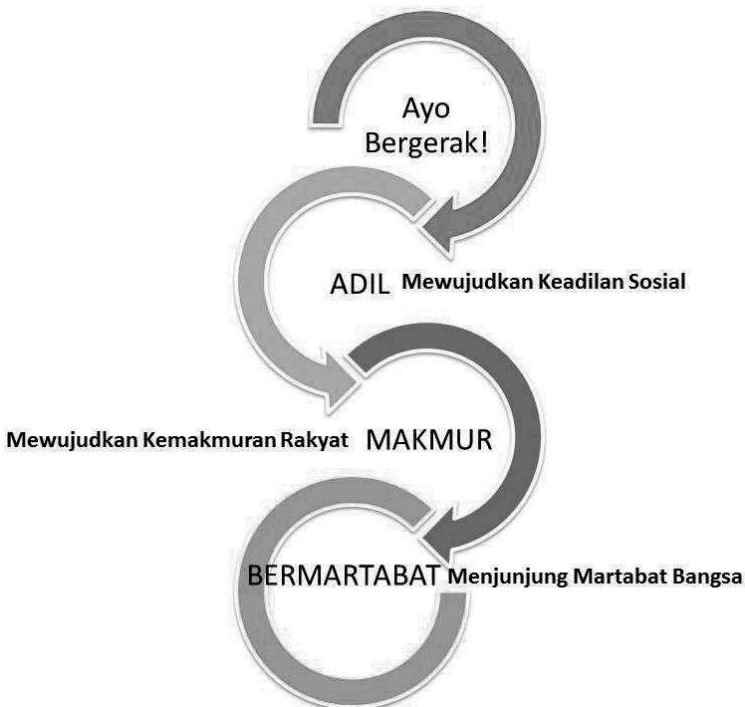 Ayo
Bergerak!
ADIL Mewujudkan Keadilan Sosial
Mewujudkan Kemakmuran Rakyat MAKMUR
BERMARTABAT Menjunjung Martabat Bangsa